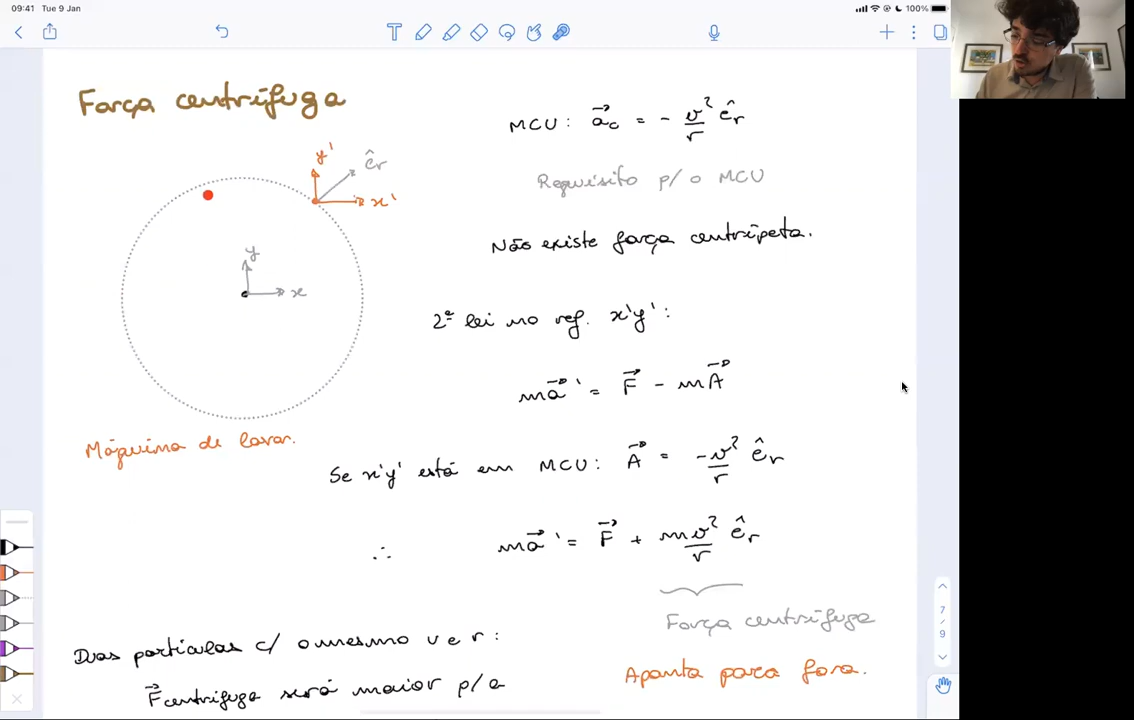 09:41 Tue 9 Jan
100%
Força centrífuga
MCU: a⃗c = - v²/r êr
Requisito p/ o MCU
Não existe força centrípeta.
y'
êr
x'
y
x
2ª lei no ref. x'y':
ma⃗' = F⃗ - mA⃗
Máquina de lavar.
Se x'y' está em MCU: A⃗ = -v²/r êr
∴ ma⃗' = F⃗ + mv²/r êr
Força centrífuga
Aponta para fora.
Duas partículas c/ o mesmo v e r:
F⃗centrífuga será maior p/ a
7
/
9